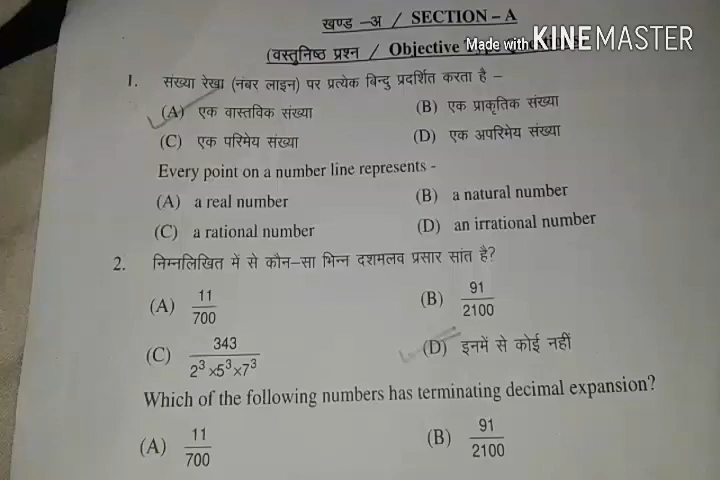 खण्ड –अ / SECTION – A
(वस्तुनिष्ठ प्रश्न / Objective
Made with KINEMASTER
1. संख्या रेखा (नंबर लाइन) पर प्रत्येक बिन्दु प्रदर्शित करता है –
(A) एक वास्तविक संख्या (B) एक प्राकृतिक संख्या
(C) एक परिमेय संख्या (D) एक अपरिमेय संख्या
Every point on a number line represents -
(A) a real number (B) a natural number
(C) a rational number (D) an irrational number
2. निम्नलिखित में से कौन–सा भिन्न दशमलव प्रसार सांत है?
(A) 11/700 (B) 91/2100
(C) 343/2³×5³×7³ (D) इनमें से कोई नहीं
Which of the following numbers has terminating decimal expansion?
(A) 11/700 (B) 91/2100